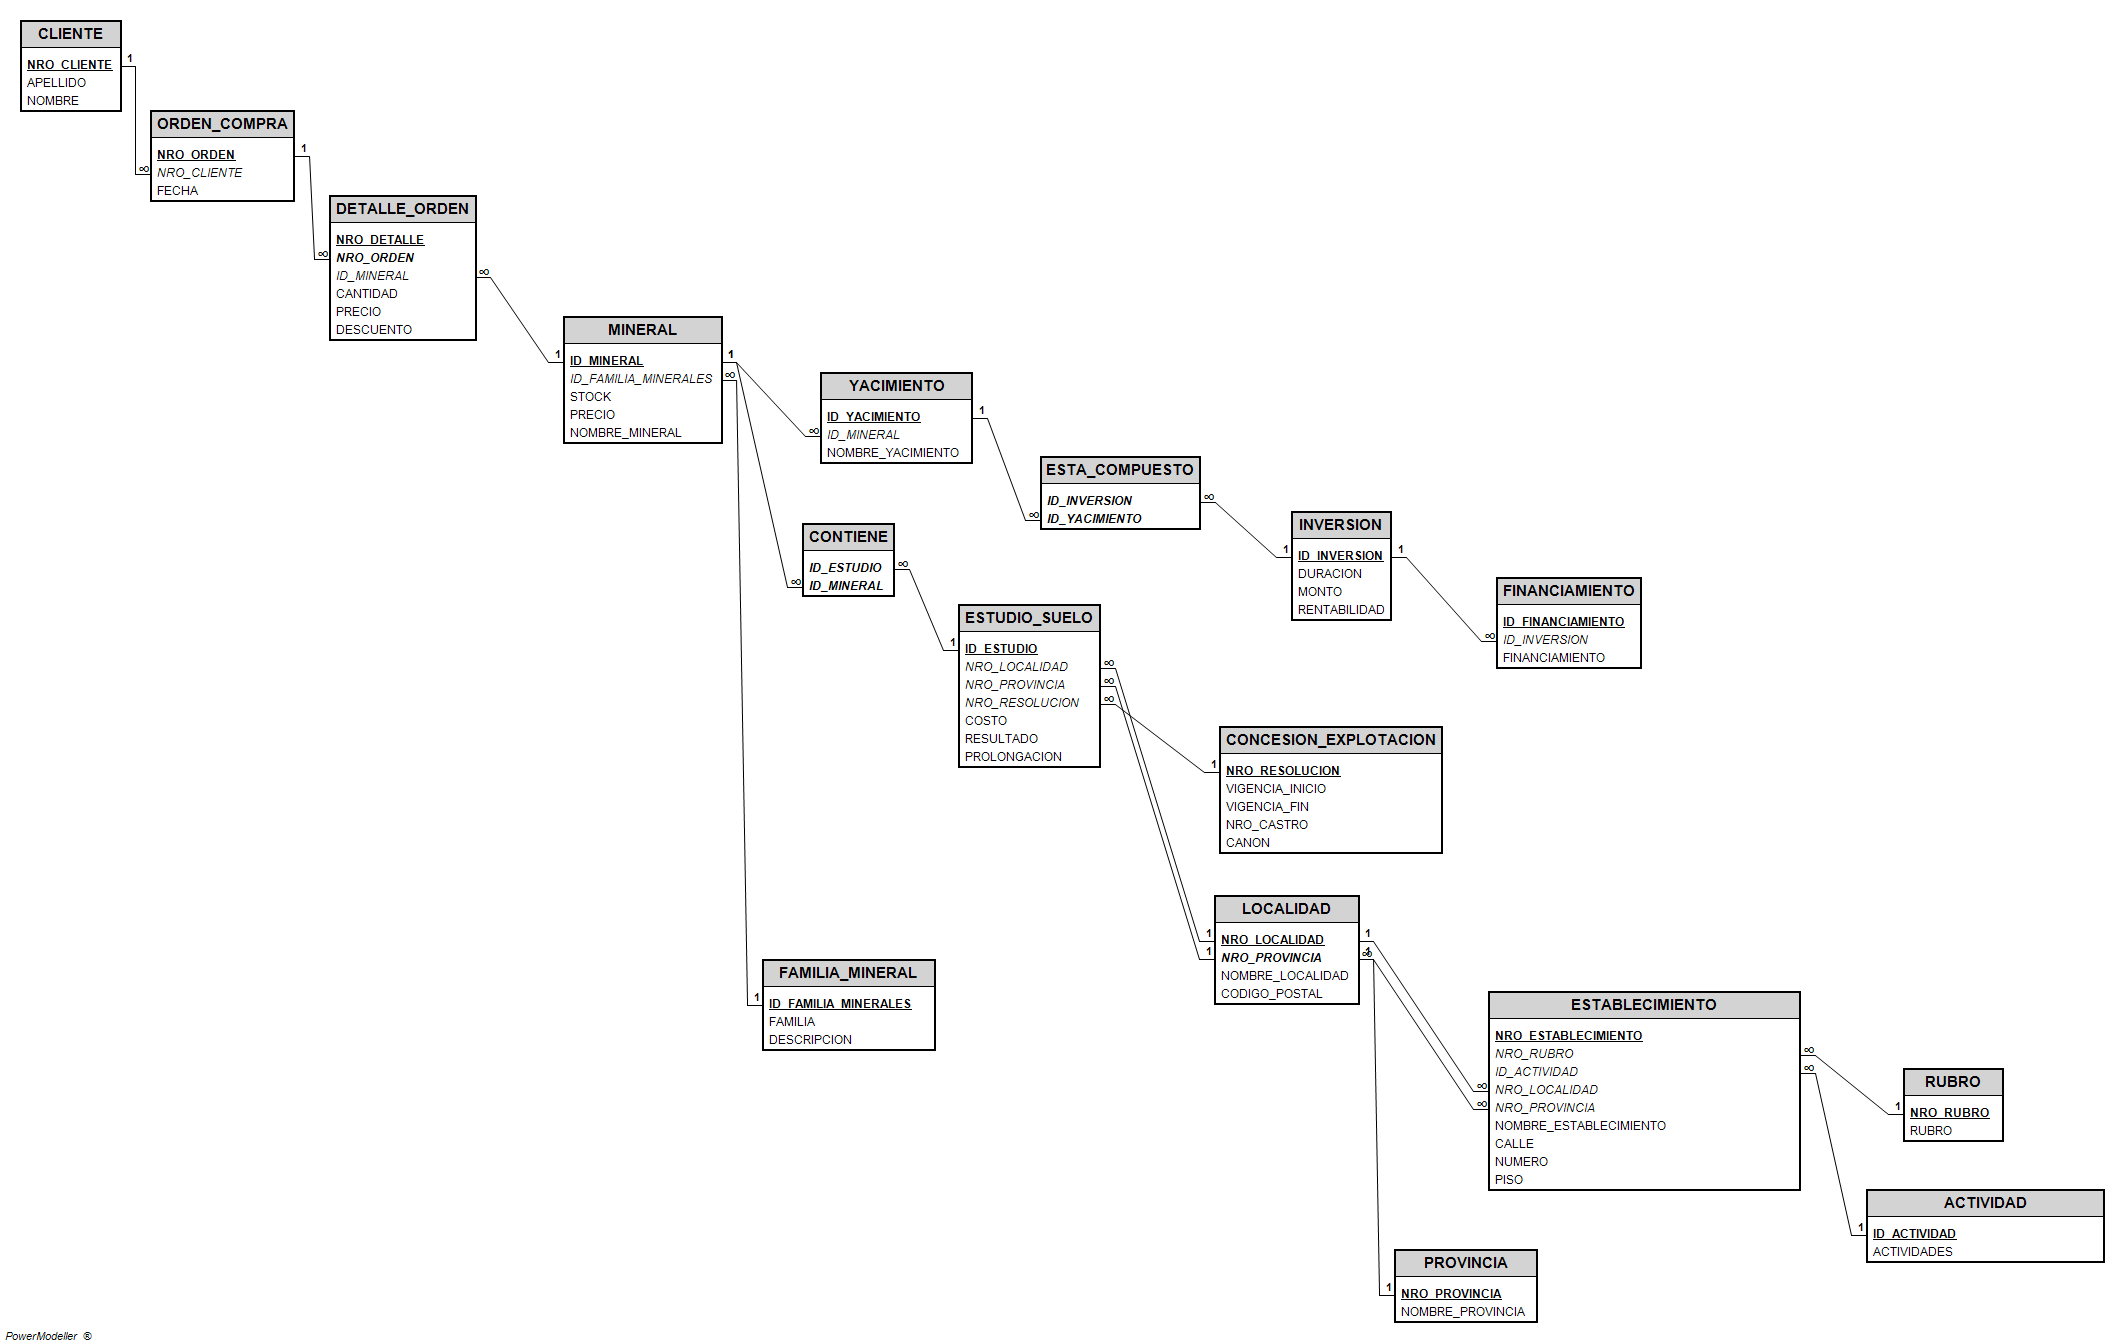 CLIENTE
NRO_CLIENTE
APELLIDO
NOMBRE
1
∞
ORDEN_COMPRA
NRO_ORDEN
NRO_CLIENTE
FECHA
1
∞
DETALLE_ORDEN
NRO_DETALLE
NRO_ORDEN
ID_MINERAL
CANTIDAD
PRECIO
DESCUENTO
∞
1
MINERAL
ID_MINERAL
ID_FAMILIA_MINERALES
STOCK
PRECIO
NOMBRE_MINERAL
1
∞
∞
YACIMIENTO
ID_YACIMIENTO
ID_MINERAL
NOMBRE_YACIMIENTO
1
∞
ESTA_COMPUESTO
ID_INVERSION
ID_YACIMIENTO
∞
1
INVERSION
ID_INVERSION
DURACION
MONTO
RENTABILIDAD
1
∞
FINANCIAMIENTO
ID_FINANCIAMIENTO
ID_INVERSION
FINANCIAMIENTO
∞
CONTIENE
ID_ESTUDIO
ID_MINERAL
∞
1
ESTUDIO_SUELO
ID_ESTUDIO
NRO_LOCALIDAD
NRO_PROVINCIA
NRO_RESOLUCION
COSTO
RESULTADO
PROLONGACION
∞
∞
∞
1
CONCESION_EXPLOTACION
NRO_RESOLUCION
VIGENCIA_INICIO
VIGENCIA_FIN
NRO_CASTRO
CANON
1
1
LOCALIDAD
NRO_LOCALIDAD
NRO_PROVINCIA
NOMBRE_LOCALIDAD
CODIGO_POSTAL
1
1
∞
1
FAMILIA_MINERAL
ID_FAMILIA_MINERALES
FAMILIA
DESCRIPCION
∞
∞
ESTABLECIMIENTO
NRO_ESTABLECIMIENTO
NRO_RUBRO
ID_ACTIVIDAD
NRO_LOCALIDAD
NRO_PROVINCIA
NOMBRE_ESTABLECIMIENTO
CALLE
NUMERO
PISO
∞
∞
1
RUBRO
NRO_RUBRO
RUBRO
1
ACTIVIDAD
ID_ACTIVIDAD
ACTIVIDADES
1
PROVINCIA
NRO_PROVINCIA
NOMBRE_PROVINCIA
PowerModeller ®